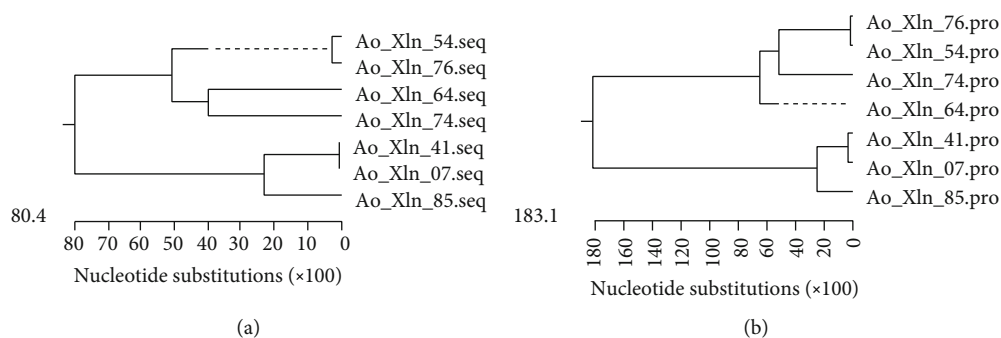 Ao_Xln_54.seq
Ao_Xln_76.seq
Ao_Xln_64.seq
Ao_Xln_74.seq
Ao_Xln_41.seq
Ao_Xln_07.seq
Ao_Xln_85.seq
80.4
80 70 60 50 40 30 20 10 0
Nucleotide substitutions (×100)
(a)
Ao_Xln_76.pro
Ao_Xln_54.pro
Ao_Xln_74.pro
Ao_Xln_64.pro
Ao_Xln_41.pro
Ao_Xln_07.pro
Ao_Xln_85.pro
183.1
180 160 140 120 100 80 60 40 20 0
Nucleotide substitutions (×100)
(b)